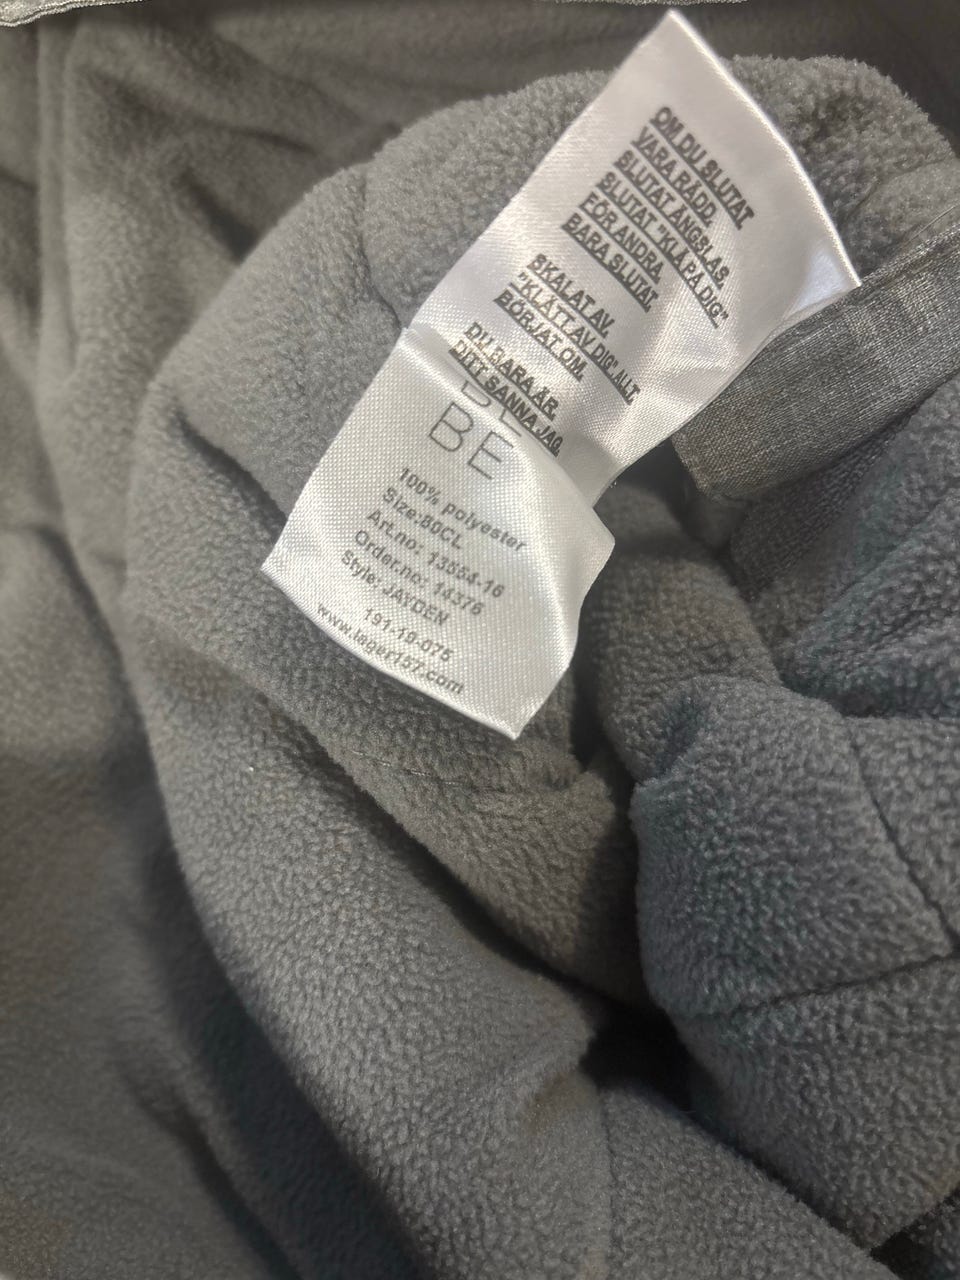 OM DU SLUTAT
VARA RÄDD.
SLUTAT ÄNGSLAS.
SLUTAT "KLÄ PÅ DIG"
FÖR ANDRA.
BARA SLUTAT.
SKALAT AV.
"KLÄTT AV DIG" ALLT.
BÖRJAT OM.
DU BARA ÄR.
DITT SANNA JAG.
BE
100% polyester
Size:80CL
Art.no: 13554-16
Order.no: 14376
Style: JAYDEN
191-19-075
www.lager157.com